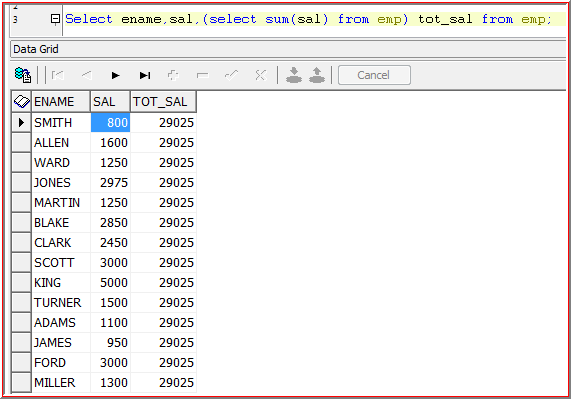 2
3 Select ename,sal,(select sum(sal) from emp) tot_sal from emp;
Data Grid
Cancel
ENAME SAL TOT_SAL
SMITH 800 29025
ALLEN 1600 29025
WARD 1250 29025
JONES 2975 29025
MARTIN 1250 29025
BLAKE 2850 29025
CLARK 2450 29025
SCOTT 3000 29025
KING 5000 29025
TURNER 1500 29025
ADAMS 1100 29025
JAMES 950 29025
FORD 3000 29025
MILLER 1300 29025